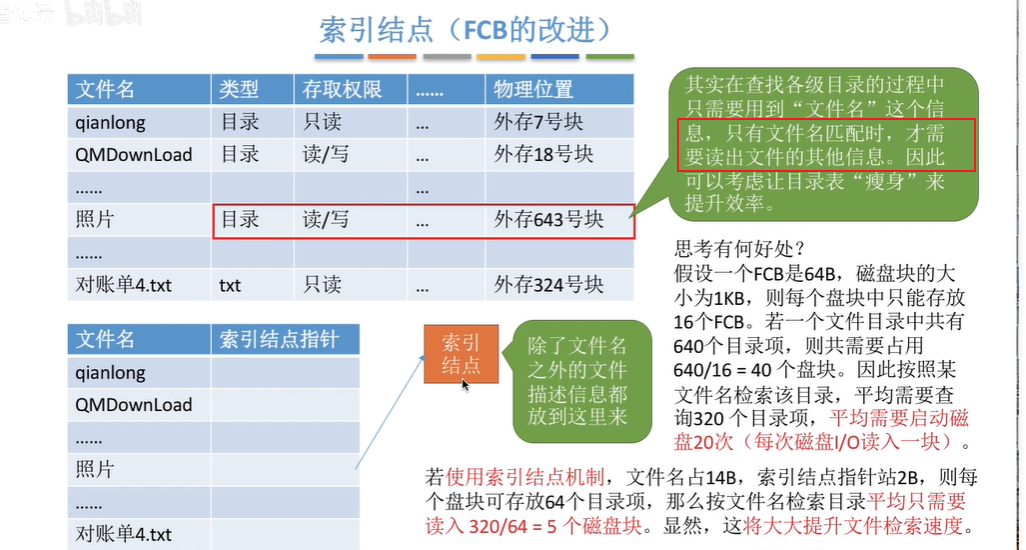 bilibili
索引结点（FCB的改进）
文件名 类型 存取权限 …… 物理位置
qianlong 目录 只读 ... 外存7号块
QMDownLoad 目录 读/写 ... 外存18号块
…… ...
照片 目录 读/写 ... 外存643号块
……
对账单4.txt txt 只读 ... 外存324号块
其实在查找各级目录的过程中
只需要用到“文件名”这个信
息，只有文件名匹配时，才需
要读出文件的其他信息。因此
可以考虑让目录表“瘦身”来
提升效率。
思考有何好处？
假设一个FCB是64B，磁盘块的大
小为1KB，则每个盘块中只能存放
16个FCB。若一个文件目录中共有
640个目录项，则共需要占用
640/16 = 40 个盘块。因此按照某
文件名检索该目录，平均需要查
询320 个目录项，平均需要启动磁
盘20次（每次磁盘I/O读入一块）。
文件名 索引结点指针
qianlong
QMDownLoad
……
照片
……
对账单4.txt
索引
结点
除了文件名
之外的文件
描述信息都
放到这里来
若使用索引结点机制，文件名占14B，索引结点指针站2B，则每
个盘块可存放64个目录项，那么按文件名检索目录平均只需要
读入 320/64 = 5 个磁盘块。显然，这将大大提升文件检索速度。